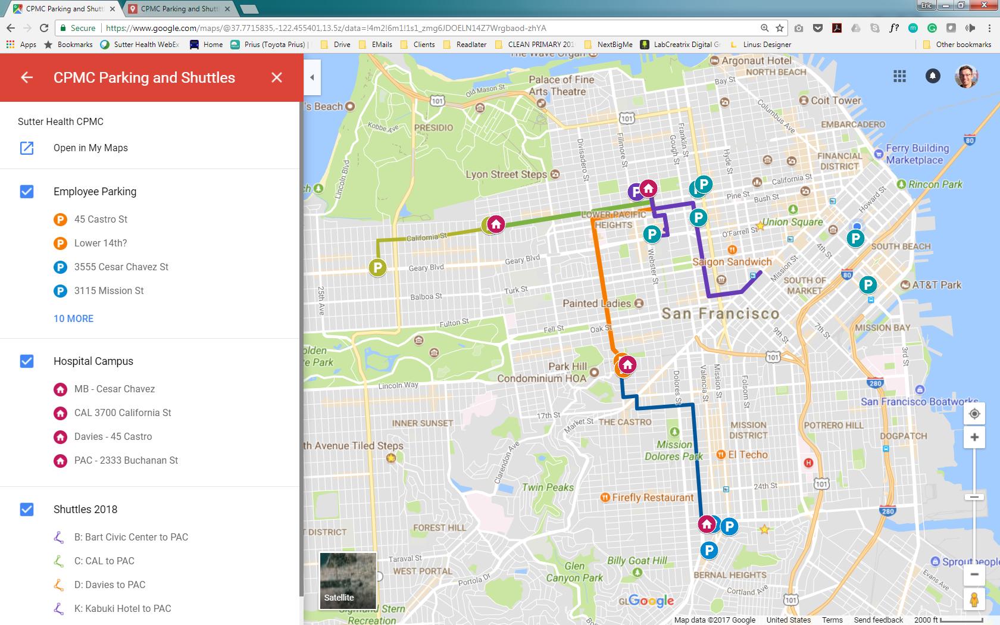 CPMC Parking and Shuttl
CPMC Parking and Shuttl
Eric
Secure
https://www.google.com/maps/@37.7715835,-122.455401,13.5z/data=!4m2!6m1!1s1_zmg6JDOELN14Z7Wrgbaod-zhYA
Apps
Bookmarks
Sutter Health WebEx
Home
Prius (Toyota Prius) |
Drive
EMails
Clients
Readlater
CLEAN PRIMARY 201
NextBigMe
LabCreatrix Digital Gr
Linus: Designer
Other bookmarks
CPMC Parking and Shuttles
Sutter Health CPMC
Open in My Maps
Employee Parking
P 45 Castro St
P Lower 14th?
P 3555 Cesar Chavez St
P 3115 Mission St
10 MORE
Hospital Campus
MB - Cesar Chavez
CAL 3700 California St
Davies - 45 Castro
PAC - 2333 Buchanan St
Shuttles 2018
B: Bart Civic Center to PAC
C: CAL to PAC
D: Davies to PAC
K: Kabuki Hotel to PAC
The Wave Organ
Argonaut Hotel
NORTH BEACH
Bay St
Palace of Fine
Arts Theatre
Old Mason St
101
's Beach
Coit Tower
Columbus Ave
101
Kobbe Ave
PRESIDIO
EMBARCADERO
Franklin St
Gough St
Fillmore St
Divisadero St
Hyde St
80
Ferry Building
Marketplace
FINANCIAL
DISTRICT
Lincoln Blvd
Lyon Street Steps
California St
Rincon Park
ch
P
P
Pine St
Bush St
Howard St
LOWER PACIFIC
HEIGHTS
P
Union Square
O'Farrell St
P
P
4th St
SOUTH BEACH
California St
Webster St
Geary Blvd
Geary Blvd
P
Saigon Sandwich
Mission St
80
SOUTH OF
MARKET
P
AT&T Park
25th Ave
Balboa St
Turk St
Painted Ladies
San Francisco
Fulton St
Fell St
Oak St
9th St
7th St
MISSION BAY
olden
e Park
101
3rd St
Park Hill
Condominium HOA
Lincoln Way
Dolores St
Valencia St
Mission St
Folsom St
280
San Francisco Boatworks
17th St
Market St
THE CASTRO
INNER SUNSET
MISSION
DISTRICT
POTRERO HILL
DOGPATCH
th Avenue Tiled Steps
Mission
Dolores Park
El Techo
H
Clarendon Ave
Twin Peaks
Firefly Restaurant
24th St
101
280
T DISTRICT
FOREST HILL
P
P
Taraval St
WEST PORTAL
Portola Dr
Glen
Canyon Park
Billy Goat Hill
BERNAL HEIGHTS
Cortland Ave
Sproutpeople
Evans Ave
Satellite
GL
Google
101
Sigmund Stern
Recreation
Map data ©2017 Google
United States
Terms
Send feedback
2000 ft